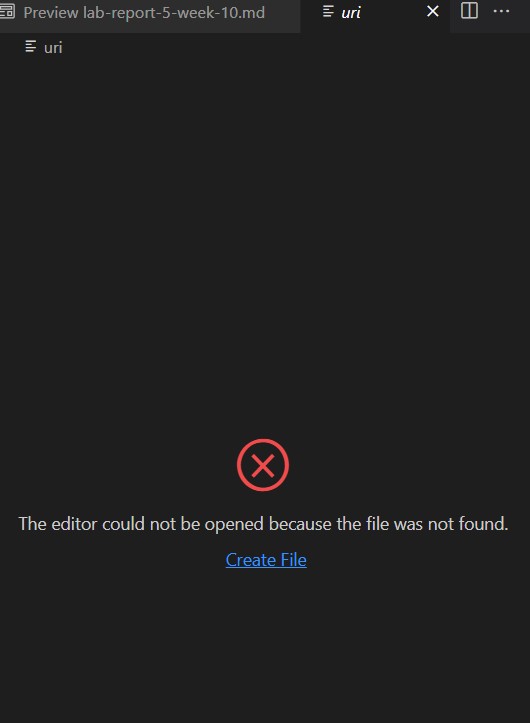 Preview lab-report-5-week-10.md uri
uri
The editor could not be opened because the file was not found.
Create File